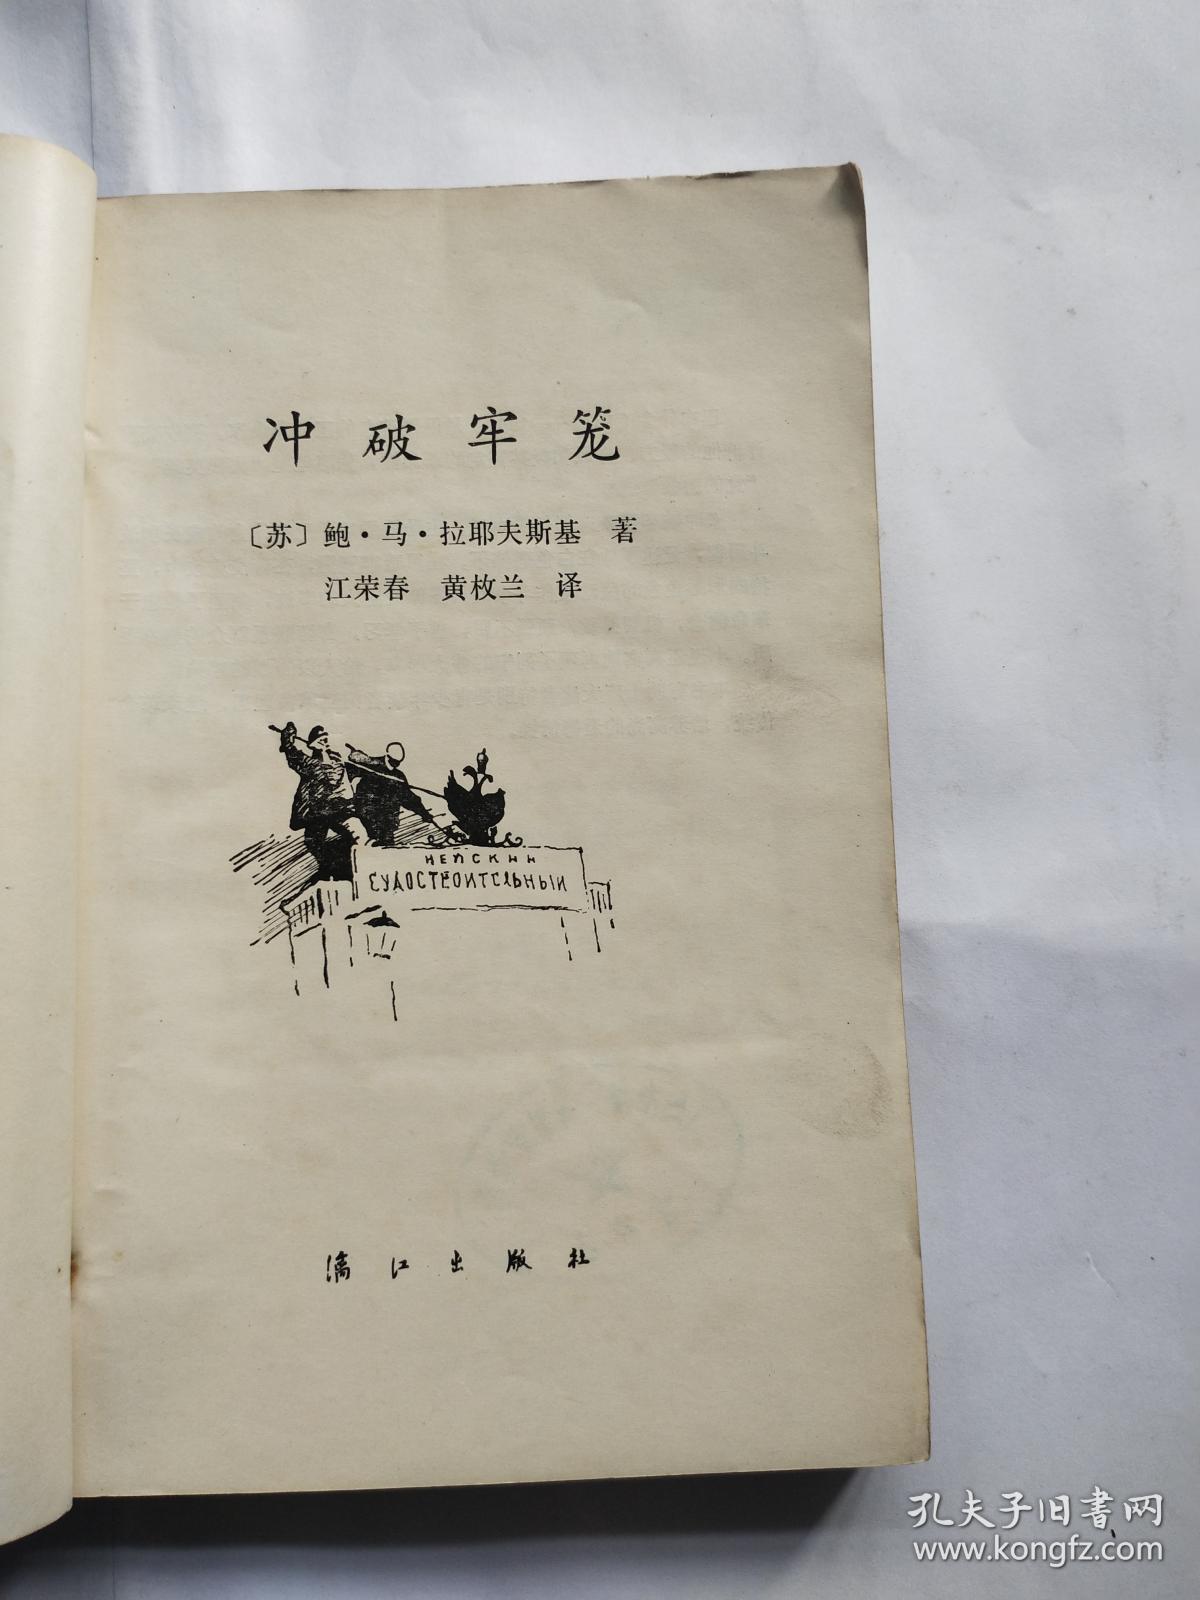 冲破牢笼
〔苏〕鲍·马·拉耶夫斯基 著
江荣春 黄枚兰 译
НЕВСКИЙ
СУДОСТРОИТЕЛЬНЫЙ
漓江出版社
孔夫子旧书网
www.kongfz.com